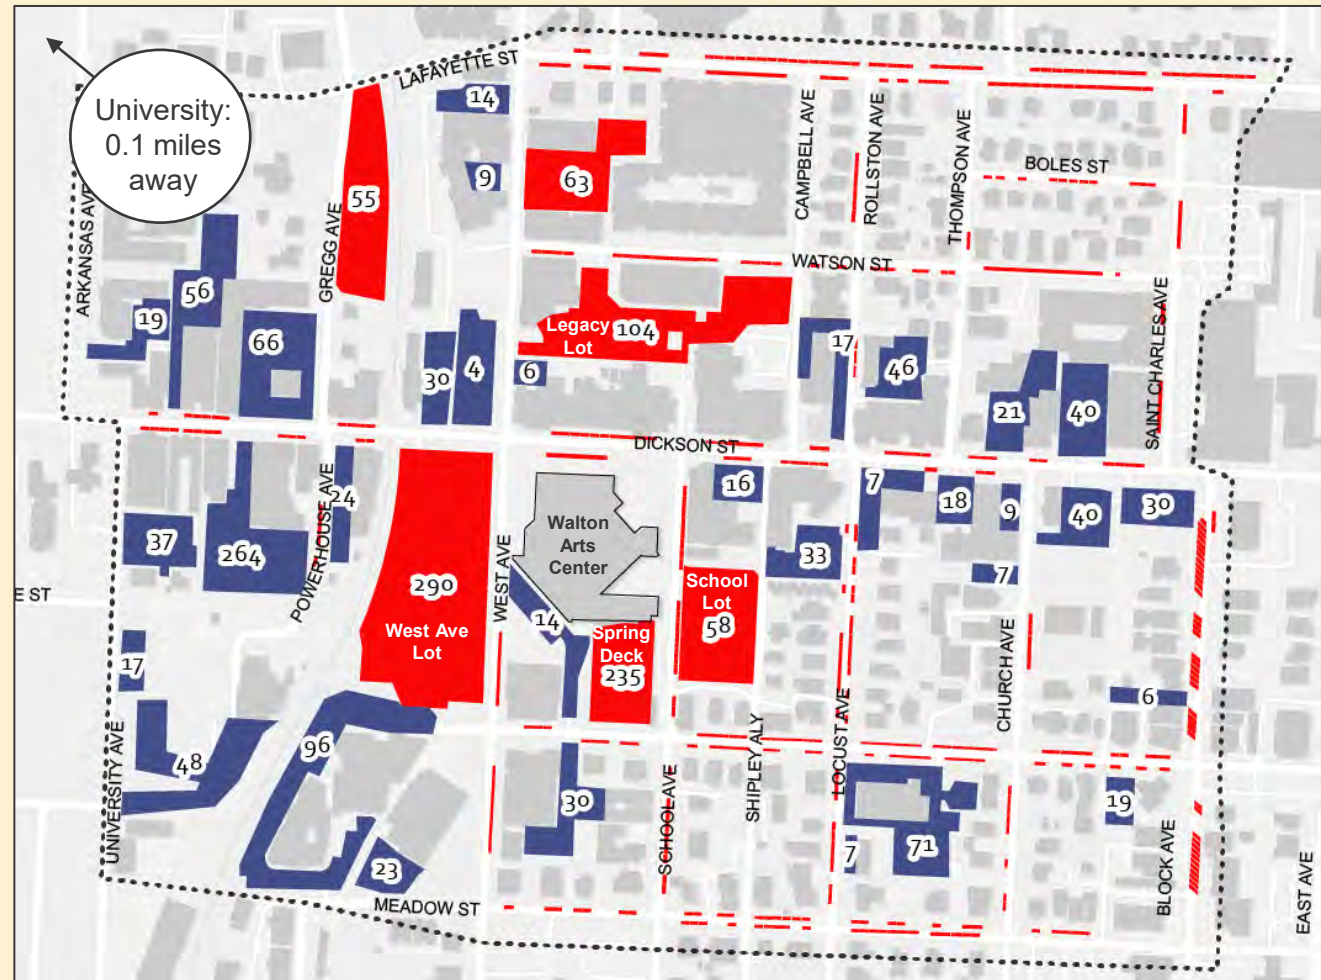 LAFAYETTE ST
University:
0.1 miles
away
14
CAMPBELL AVE
ROLLSTON AVE
THOMPSON AVE
BOLES ST
9
63
55
ARKANSAS AVE
GREGG AVE
WATSON ST
SAINT CHARLES AVE
56
19
66
Legacy
Lot
104
17
46
30
4
6
21
40
DICKSON ST
24
POWERHOUSE AVE
16
7
18
9
40
30
37
264
Walton
Arts
Center
33
7
E ST
290
West Ave
Lot
WEST AVE
14
School
Lot
58
Spring
Deck
235
17
CHURCH AVE
6
UNIVERSITY AVE
48
96
SHIPLEY ALY
LOCUST AVE
SCHOOL AVE
30
19
7
71
23
BLOCK AVE
EAST AVE
MEADOW ST